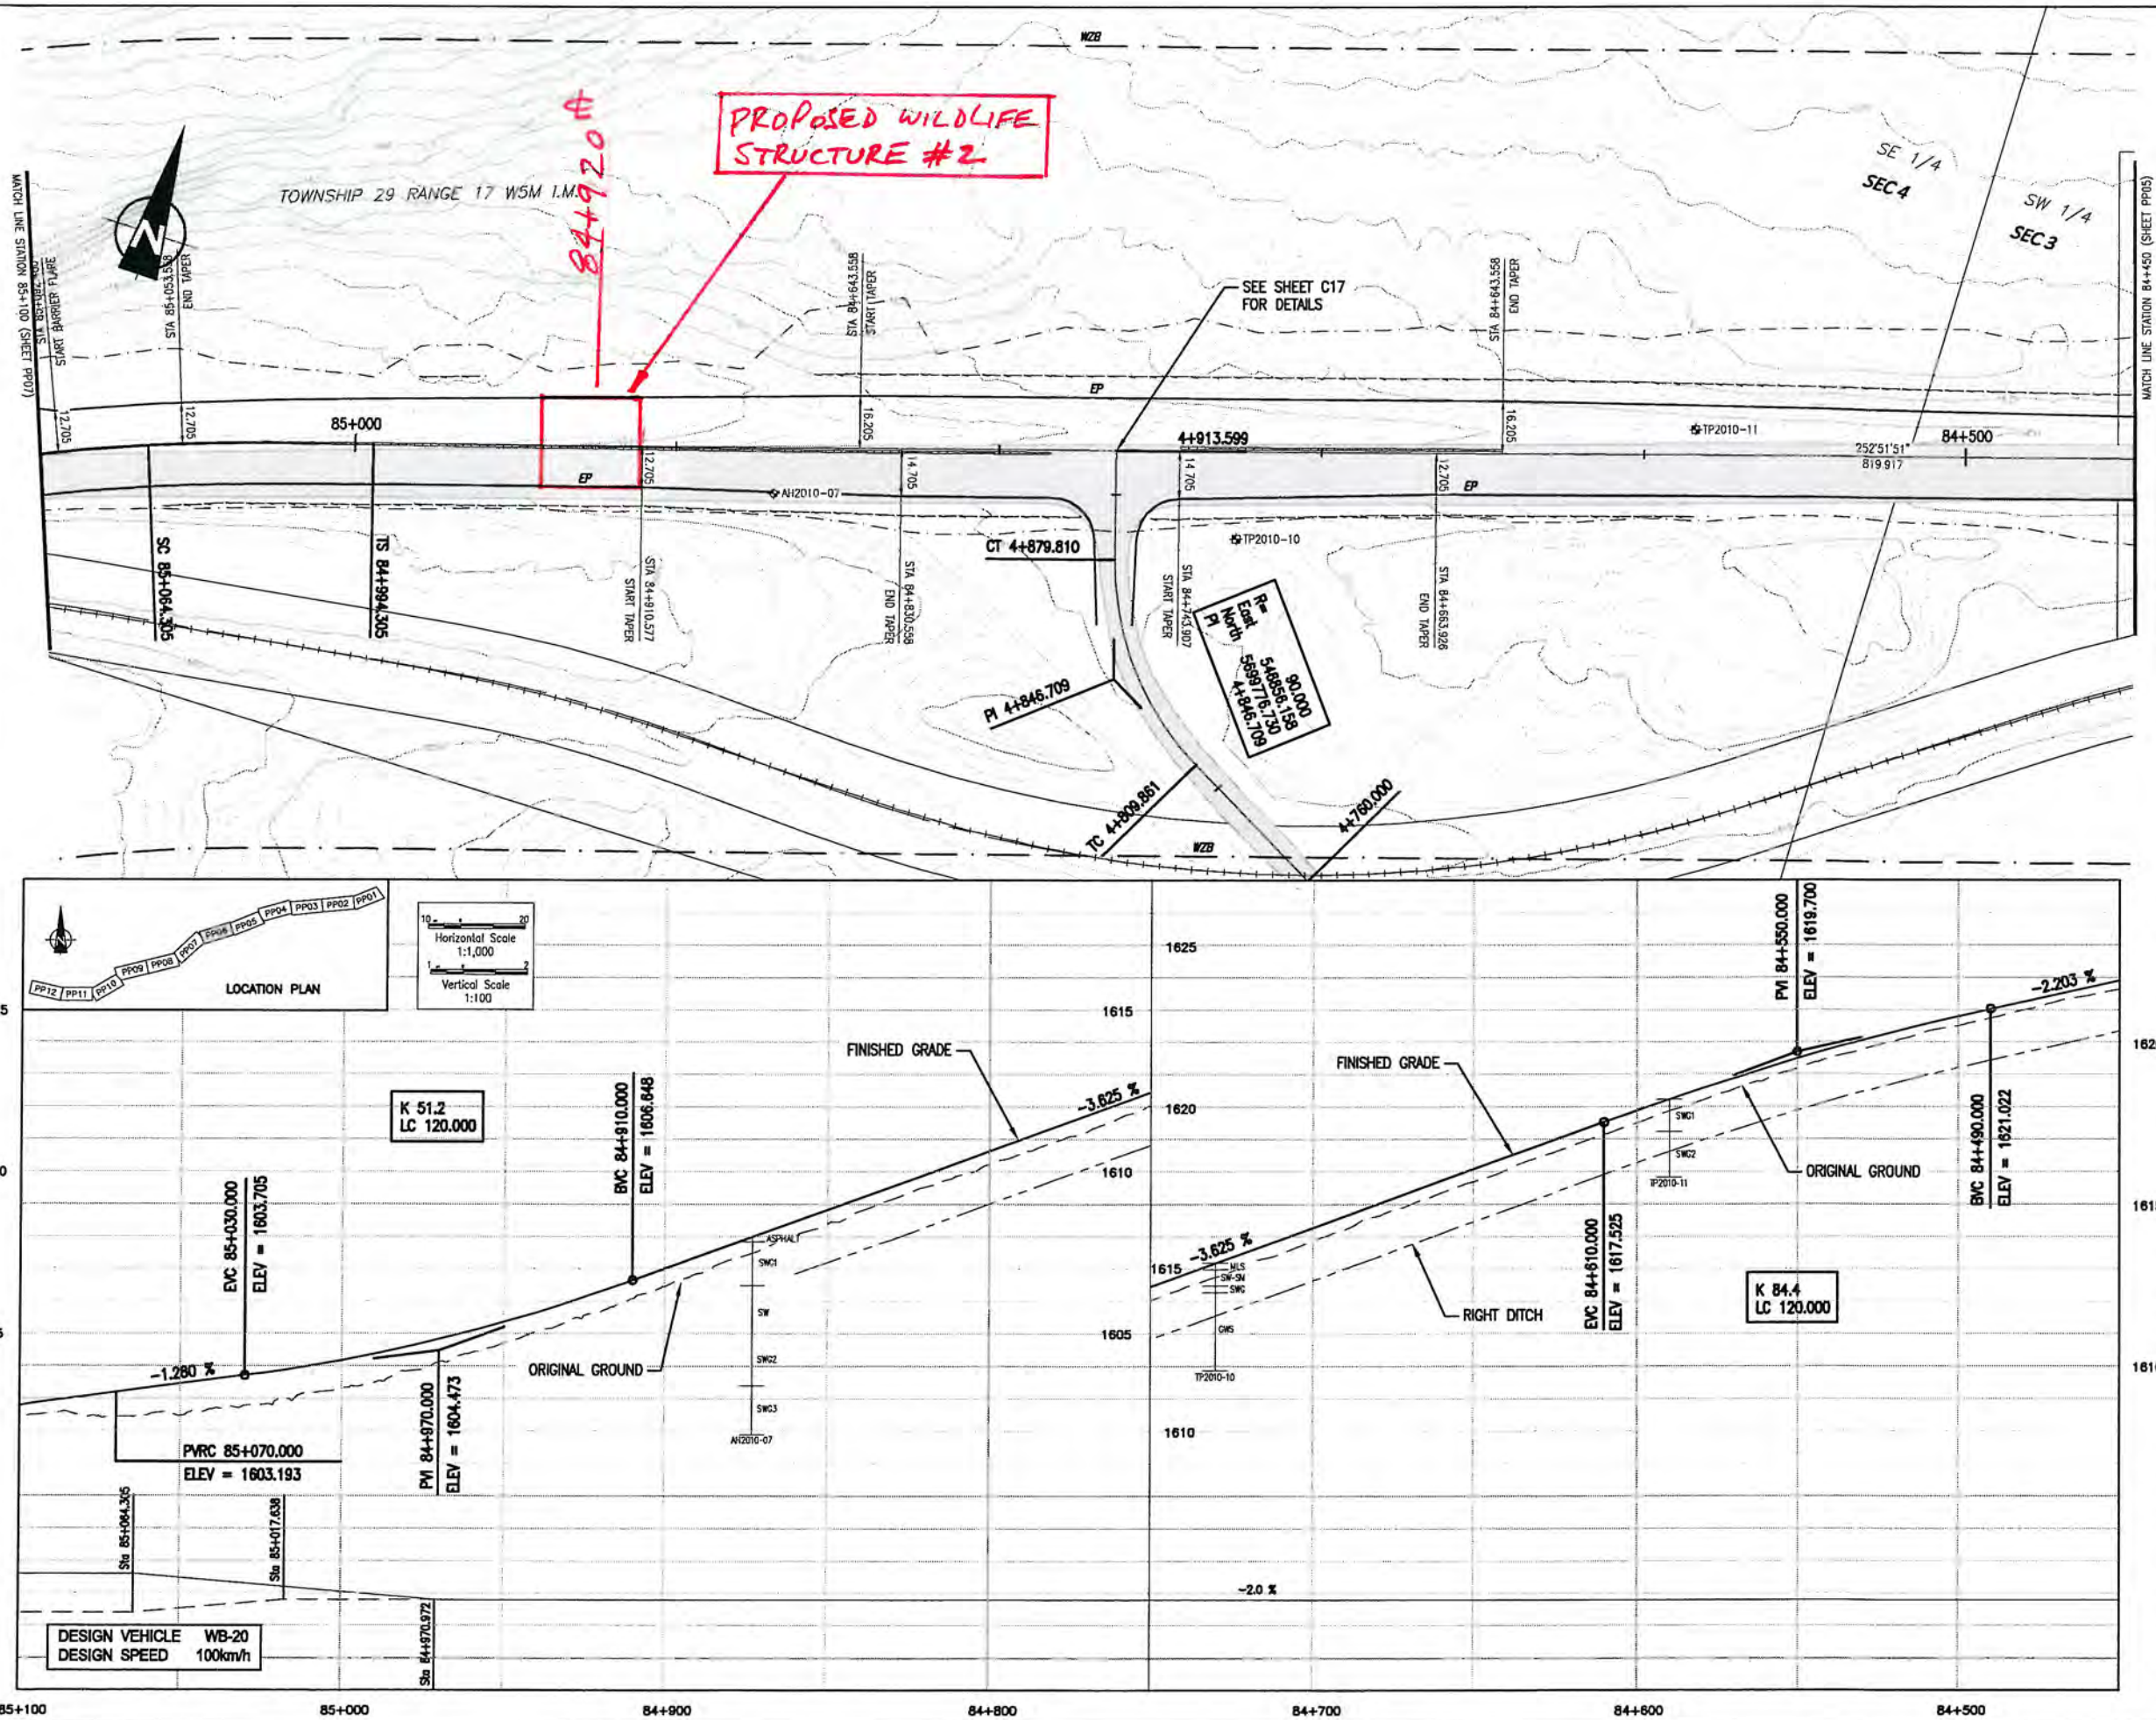 WZB
84+920 ₵
PROPOSED WILDLIFE
STRUCTURE #2
TOWNSHIP 29 RANGE 17 W5M I.M.
N
SE 1/4
SEC 4
SW 1/4
SEC 3
MATCH LINE STATION 85+100 (SHEET PP07)
MATCH LINE STATION 84+450 (SHEET PP05)
START BARRIER FLARE
STA 85+053.558
END TAPER
STA 84+843.558
START TAPER
SEE SHEET C17
FOR DETAILS
STA 84+643.558
END TAPER
12.705
12.705
85+000
16.205
EP
4+913.599
16.205
TP2010-11
252°51'51"
819.917
84+500
EP
12.705
AH2010-07
14.705
14.705
12.705
EP
SC 85+064.305
TS 84+994.305
STA 84+910.577
START TAPER
STA 84+830.558
END TAPER
CT 4+879.810
TP2010-10
STA 84+743.907
START TAPER
STA 84+663.926
END TAPER
R= 90.000
East 546856.158
North 5699776.730
PI 4+846.709
PI 4+846.709
TC 4+809.861
4+760.000
WZB
PP12 PP11 PP10 PP09 PP08 PP07 PP06 PP05 PP04 PP03 PP02 PP01
LOCATION PLAN
10 20
Horizontal Scale
1:1,000
1 2
Vertical Scale
1:100
1625
PVI 84+550.000
ELEV = 1619.700
-2.203 %
5
1615
FINISHED GRADE
FINISHED GRADE
162
K 51.2
LC 120.000
BVC 84+910.000
ELEV = 1606.648
-3.625 %
1620
SWG1
SWG2
TP2010-11
ORIGINAL GROUND
BVC 84+490.000
ELEV = 1621.022
0
1610
EVC 85+030.000
ELEV = 1603.705
ASPHALT
SWG1
SW
SWG2
SWG3
AH2010-07
-3.625 %
1615
MLS
SW-SM
SWG
GWS
TP2010-10
EVC 84+610.000
ELEV = 1617.525
K 84.4
LC 120.000
161
RIGHT DITCH
1605
-1.280 %
ORIGINAL GROUND
161
PVI 84+970.000
ELEV = 1604.473
PVRC 85+070.000
ELEV = 1603.193
1610
Sta 85+064.305
Sta 85+017.638
Sta 84+970.972
-2.0 %
DESIGN VEHICLE WB-20
DESIGN SPEED 100km/h
85+100
85+000
84+900
84+800
84+700
84+600
84+500